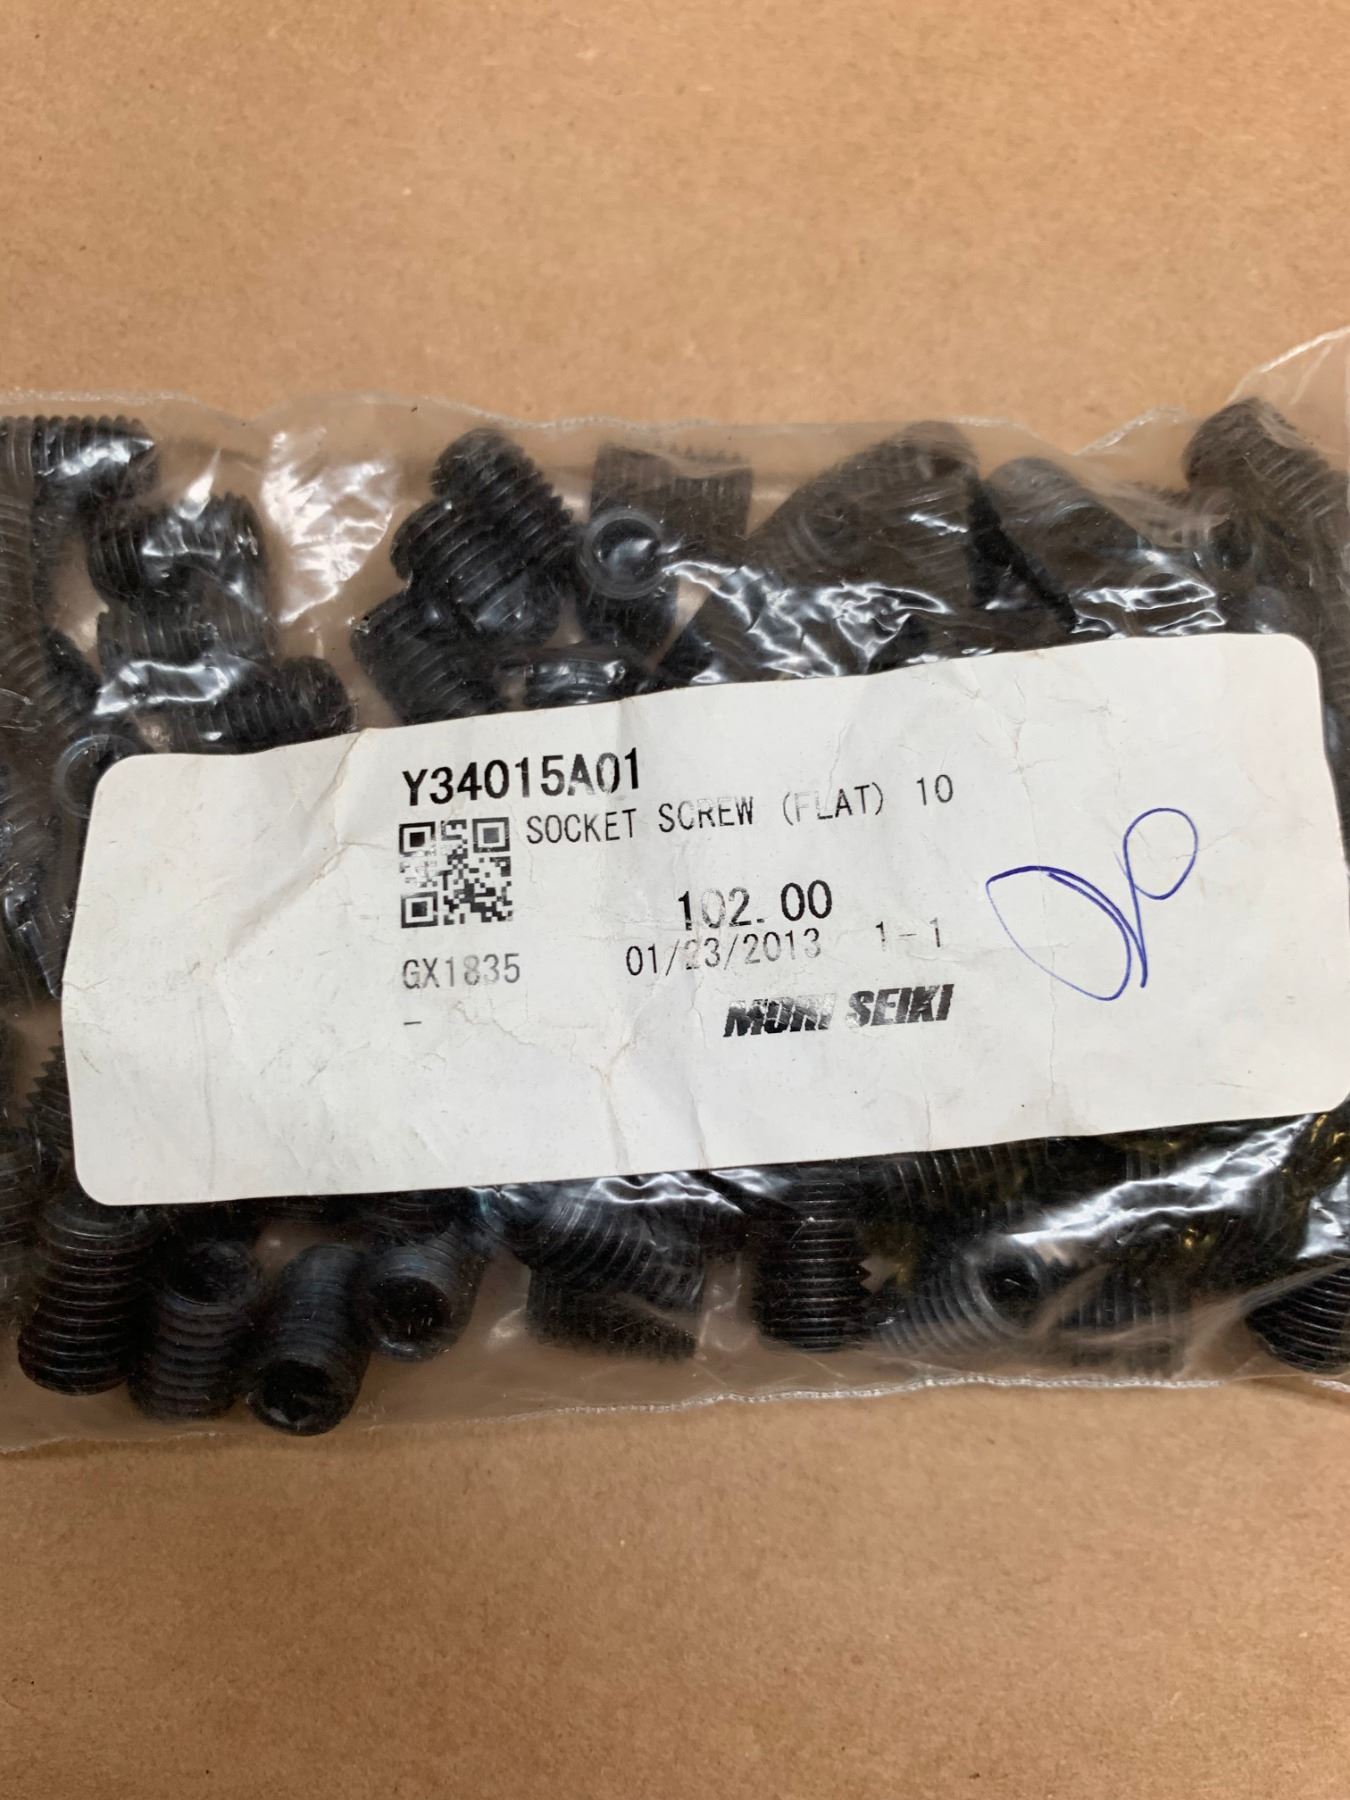 Y34015A01
SOCKET SCREW (FLAT) 10
102.00
GX1835 01/23/2013 1-1
-
MORI SEIKI